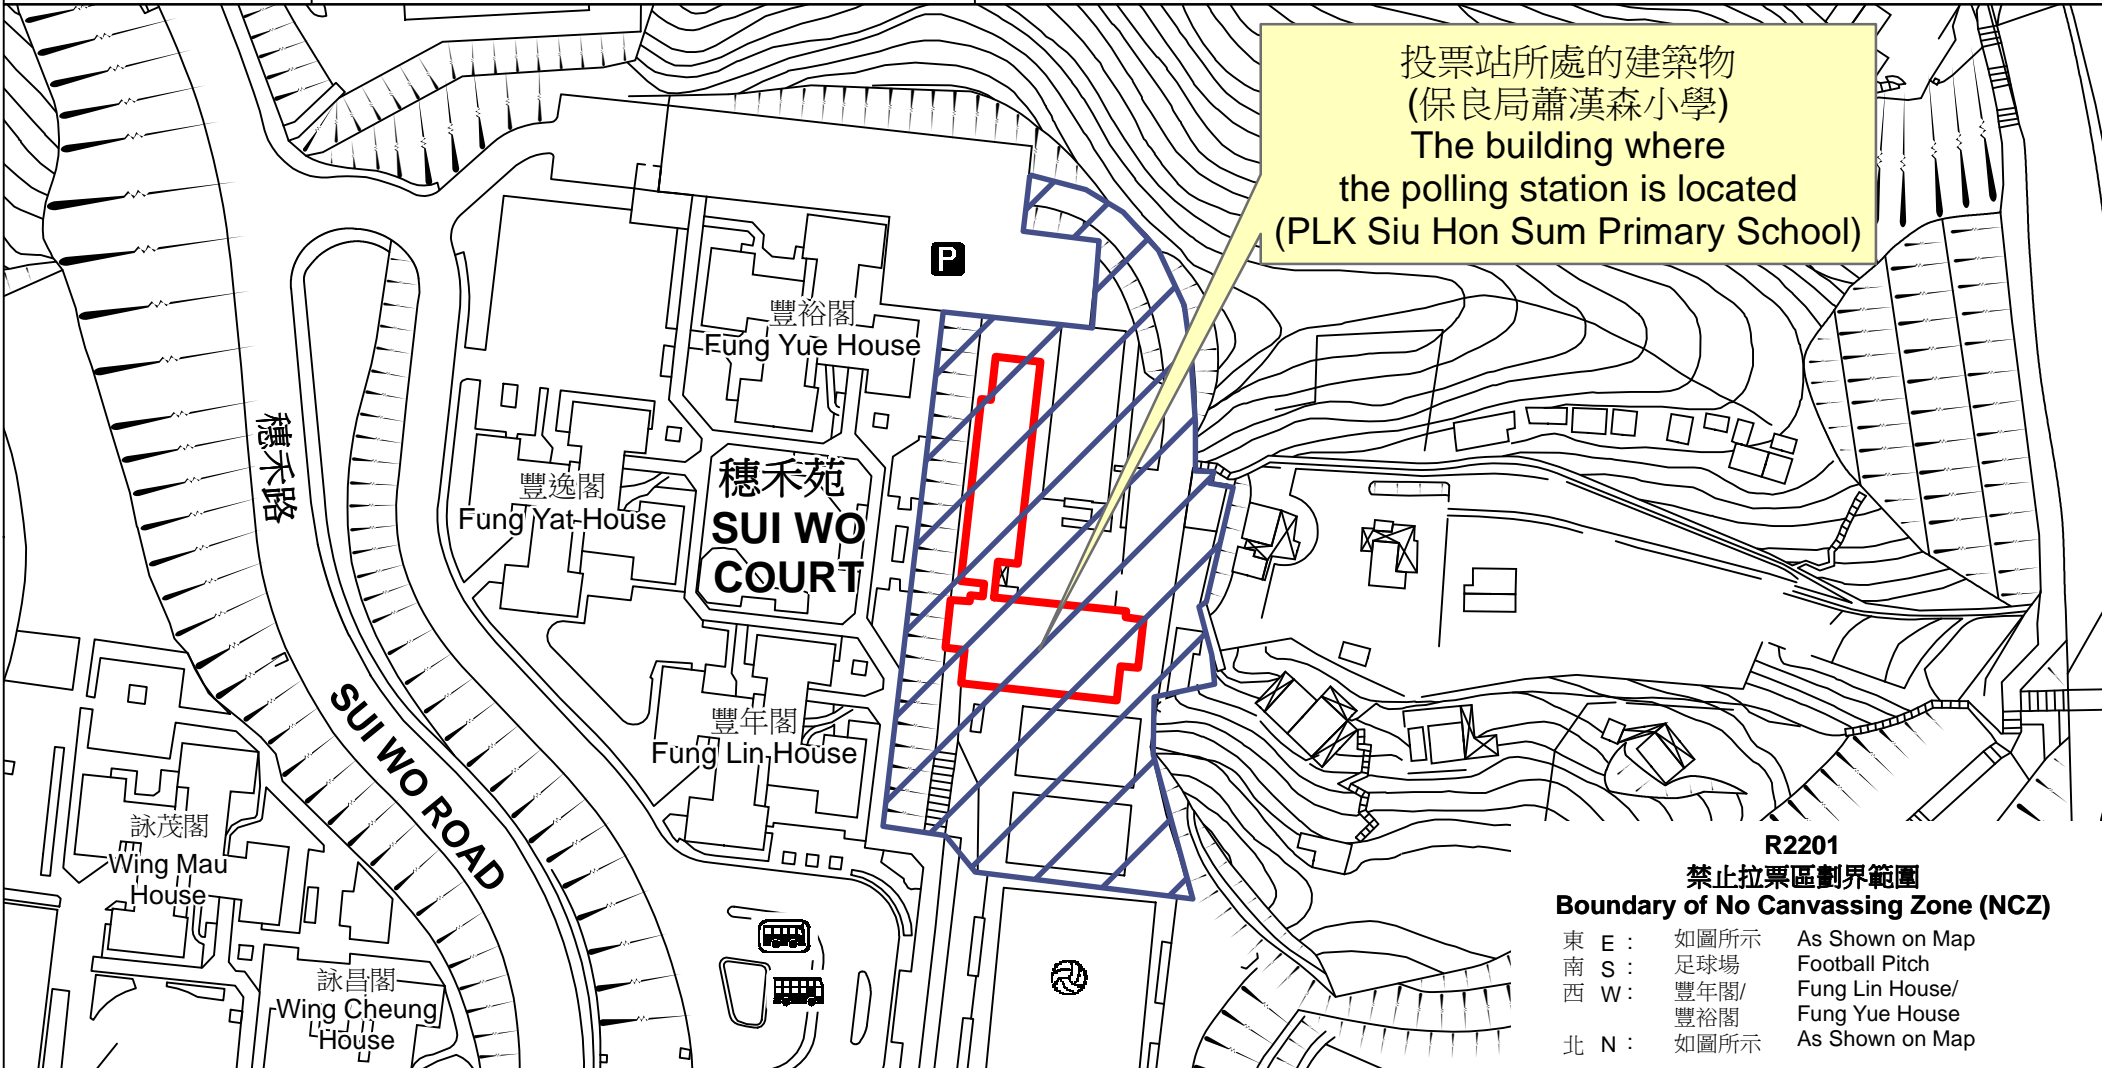 投票站所處的建築物
(保良局蕭漢森小學)
The building where
the polling station is located
(PLK Siu Hon Sum Primary School)
P
豐裕閣
Fung Yue House
穗禾路
豐逸閣
Fung Yat House
穗禾苑
SUI WO
COURT
豐年閣
Fung Lin House
SUI WO ROAD
詠茂閣
Wing Mau
House
詠昌閣
Wing Cheung
House
R2201
禁止拉票區劃界範圍
Boundary of No Canvassing Zone (NCZ)
東 E : 如圖所示 As Shown on Map
南 S : 足球場 Football Pitch
西 W : 豐年閣/ Fung Lin House/
豐裕閣 Fung Yue House
北 N : 如圖所示 As Shown on Map